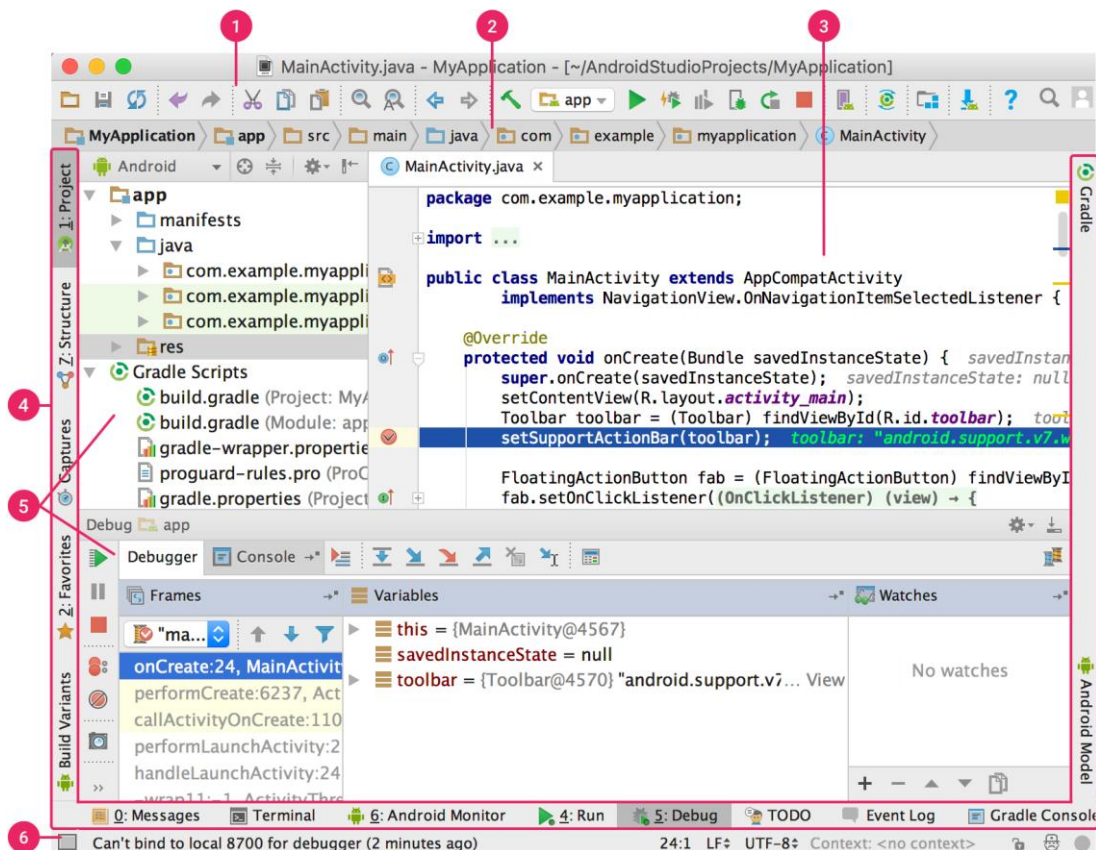 1
2
3
MainActivity.java - MyApplication - [~/AndroidStudioProjects/MyApplication]
app
?
MyApplication
app
src
main
java
com
example
myapplication
C MainActivity
1: Project
Z: Structure
Captures
2: Favorites
Build Variants
4
5
6
Android
app
manifests
java
com.example.myappli
com.example.myappli
com.example.myappli
res
Gradle Scripts
build.gradle (Project: MyA
build.gradle (Module: app
gradle-wrapper.propertie
proguard-rules.pro (ProC
gradle.properties (Project
C MainActivity.java ×
package com.example.myapplication;
import ...
public class MainActivity extends AppCompatActivity
implements NavigationView.OnNavigationItemSelectedListener {
@Override
protected void onCreate(Bundle savedInstanceState) { savedInstan
super.onCreate(savedInstanceState); savedInstanceState: null
setContentView(R.layout.activity_main);
Toolbar toolbar = (Toolbar) findViewById(R.id.toolbar); tool
setSupportActionBar(toolbar); toolbar: "android.support.v7.w
FloatingActionButton fab = (FloatingActionButton) findViewByI
fab.setOnClickListener((OnClickListener) (view) → {
Gradle
Android Model
Debug app
Debugger
Console
Frames
Variables
Watches
"ma...
onCreate:24, MainActivit
performCreate:6237, Act
callActivityOnCreate:110
performLaunchActivity:2
handleLaunchActivity:24
-wrap11:-1, ActivityThre
this = {MainActivity@4567}
savedInstanceState = null
toolbar = {Toolbar@4570} "android.support.v7... View
No watches
0: Messages
Terminal
6: Android Monitor
4: Run
5: Debug
TODO
Event Log
Gradle Console
Can't bind to local 8700 for debugger (2 minutes ago)
24:1 LF UTF-8 Context: <no context>